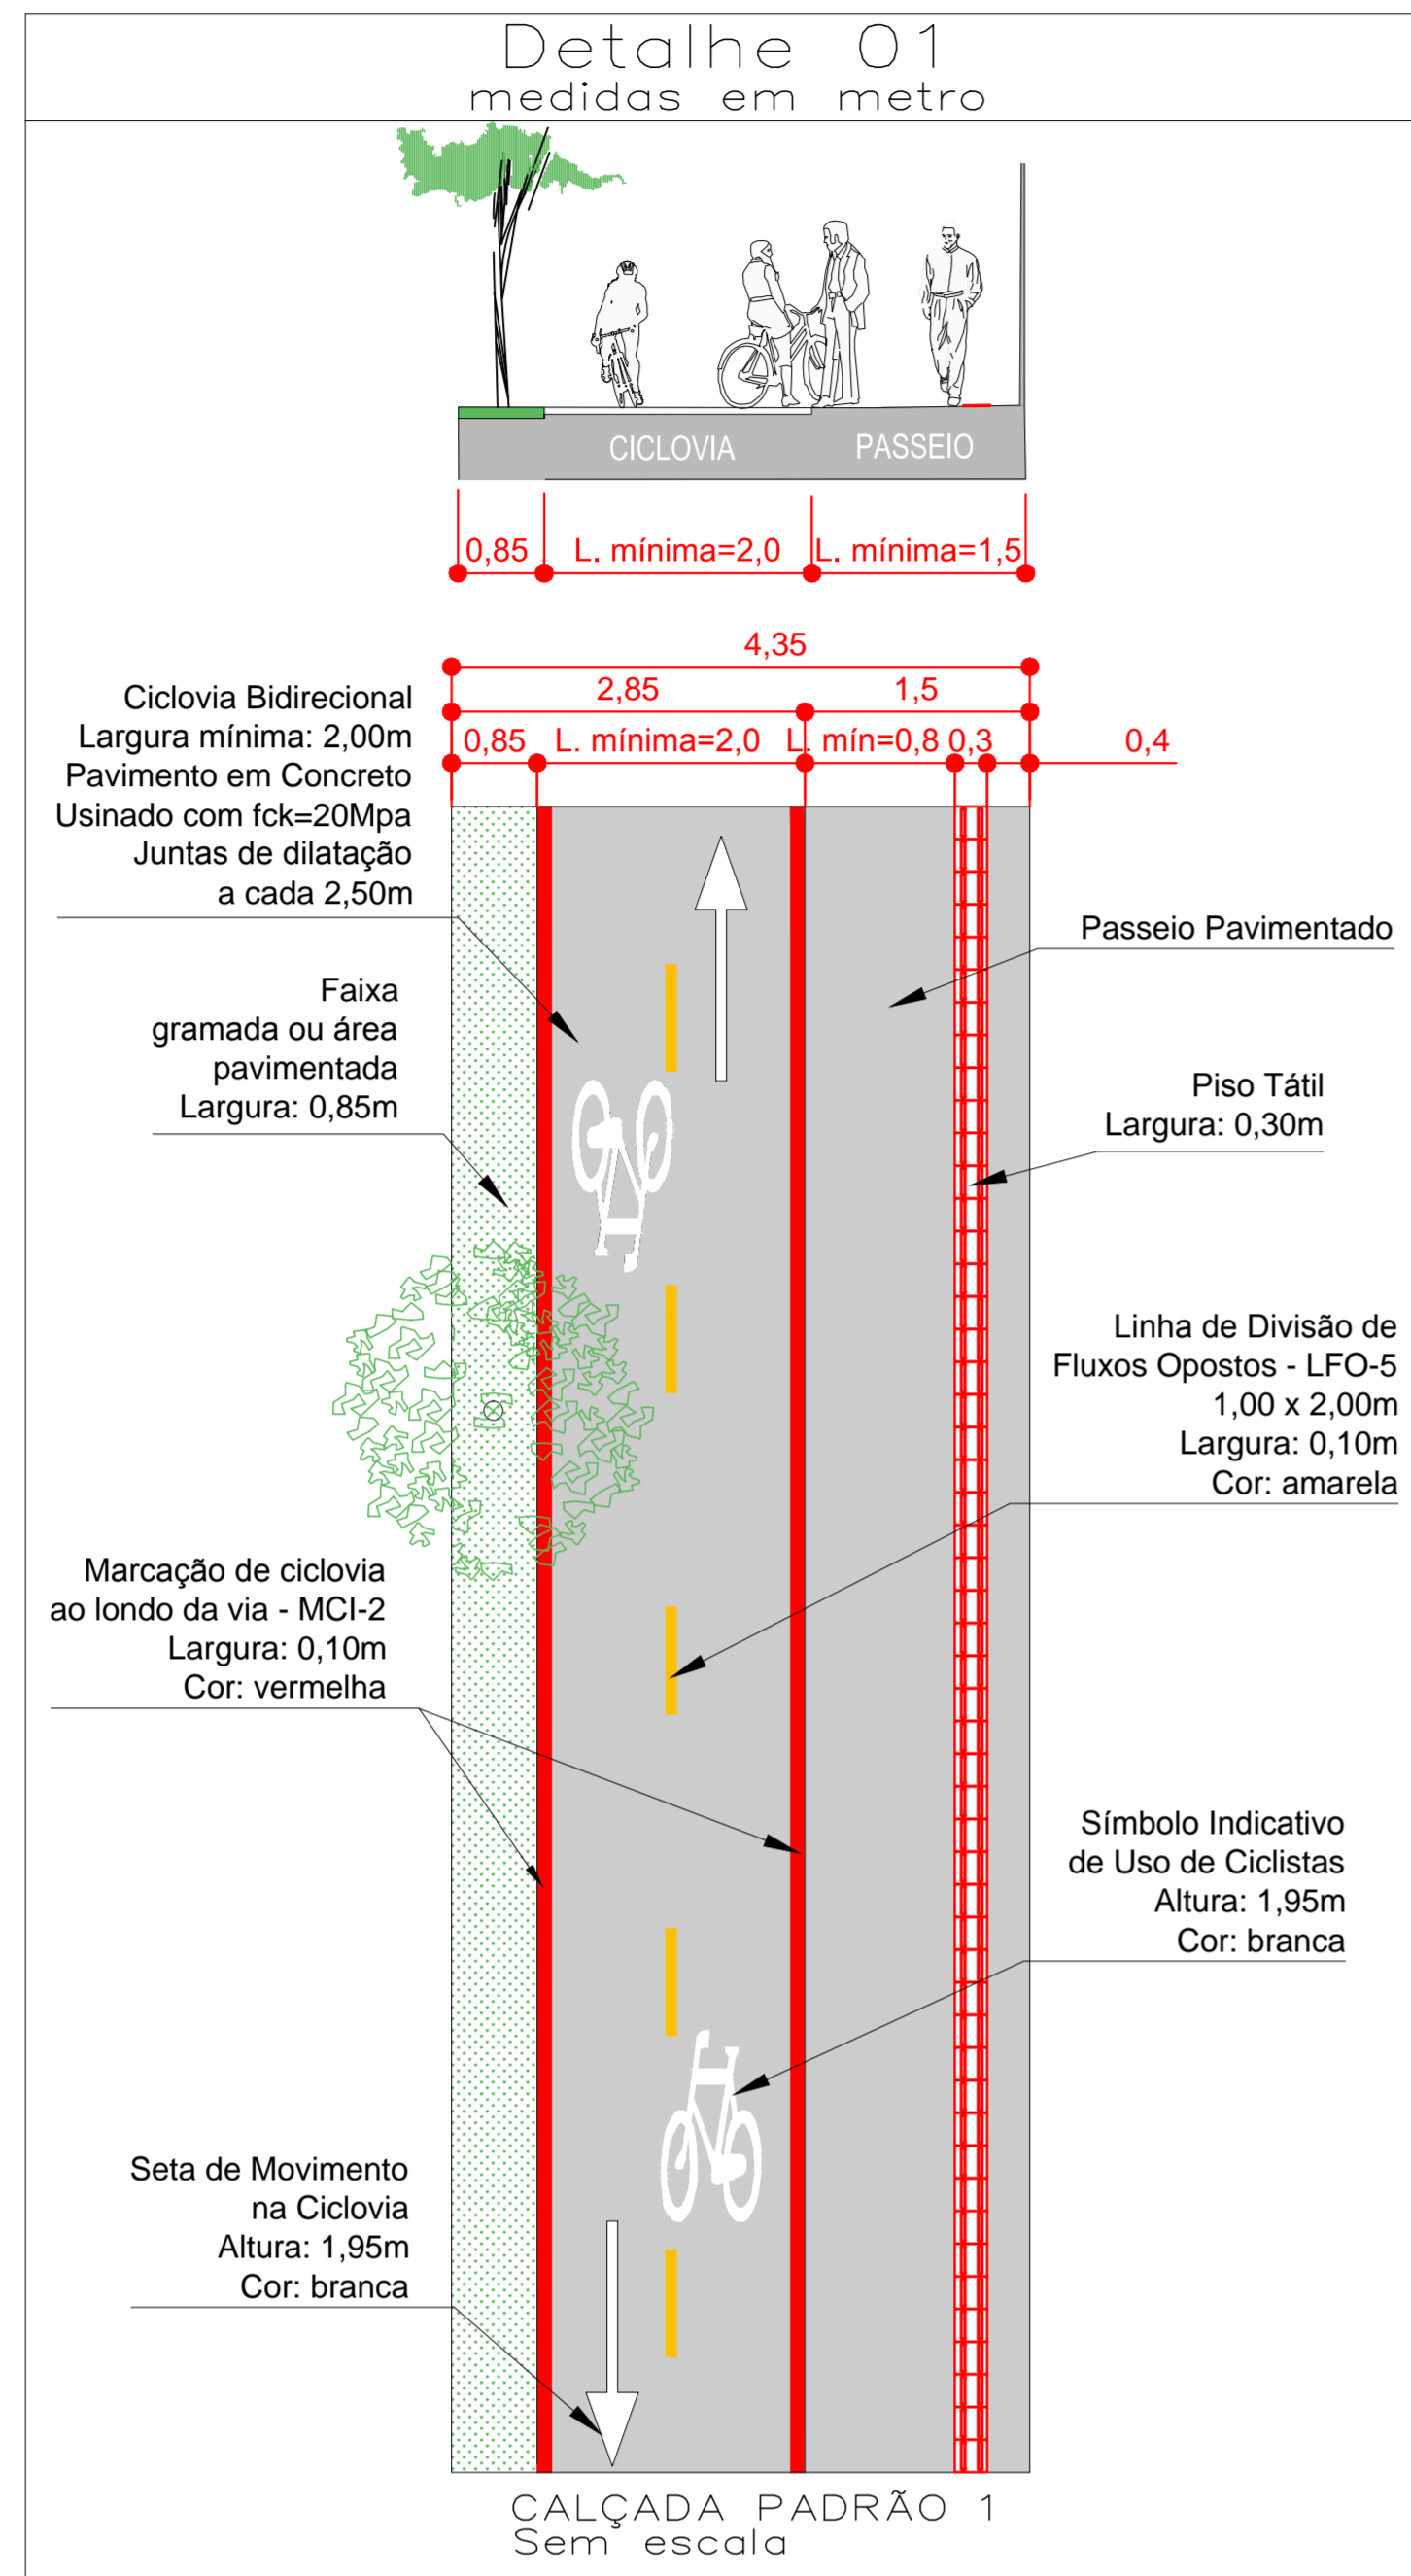 Detalhe 01
medidas em metro
CICLOVIA
PASSEIO
0,85
L. mínima=2,0
L. mínima=1,5
4,35
2,85
1,5
0,85
L. mínima=2,0
L. mín=0,8
0,3
0,4
Ciclovia Bidirecional
Largura mínima: 2,00m
Pavimento em Concreto
Usinado com fck=20Mpa
Juntas de dilatação
a cada 2,50m
Passeio Pavimentado
Faixa
gramada ou área
pavimentada
Largura: 0,85m
Piso Tátil
Largura: 0,30m
Linha de Divisão de
Fluxos Opostos - LFO-5
1,00 x 2,00m
Largura: 0,10m
Cor: amarela
Marcação de ciclovia
ao londo da via - MCI-2
Largura: 0,10m
Cor: vermelha
Símbolo Indicativo
de Uso de Ciclistas
Altura: 1,95m
Cor: branca
Seta de Movimento
na Ciclovia
Altura: 1,95m
Cor: branca
CALÇADA PADRÃO 1
Sem escala